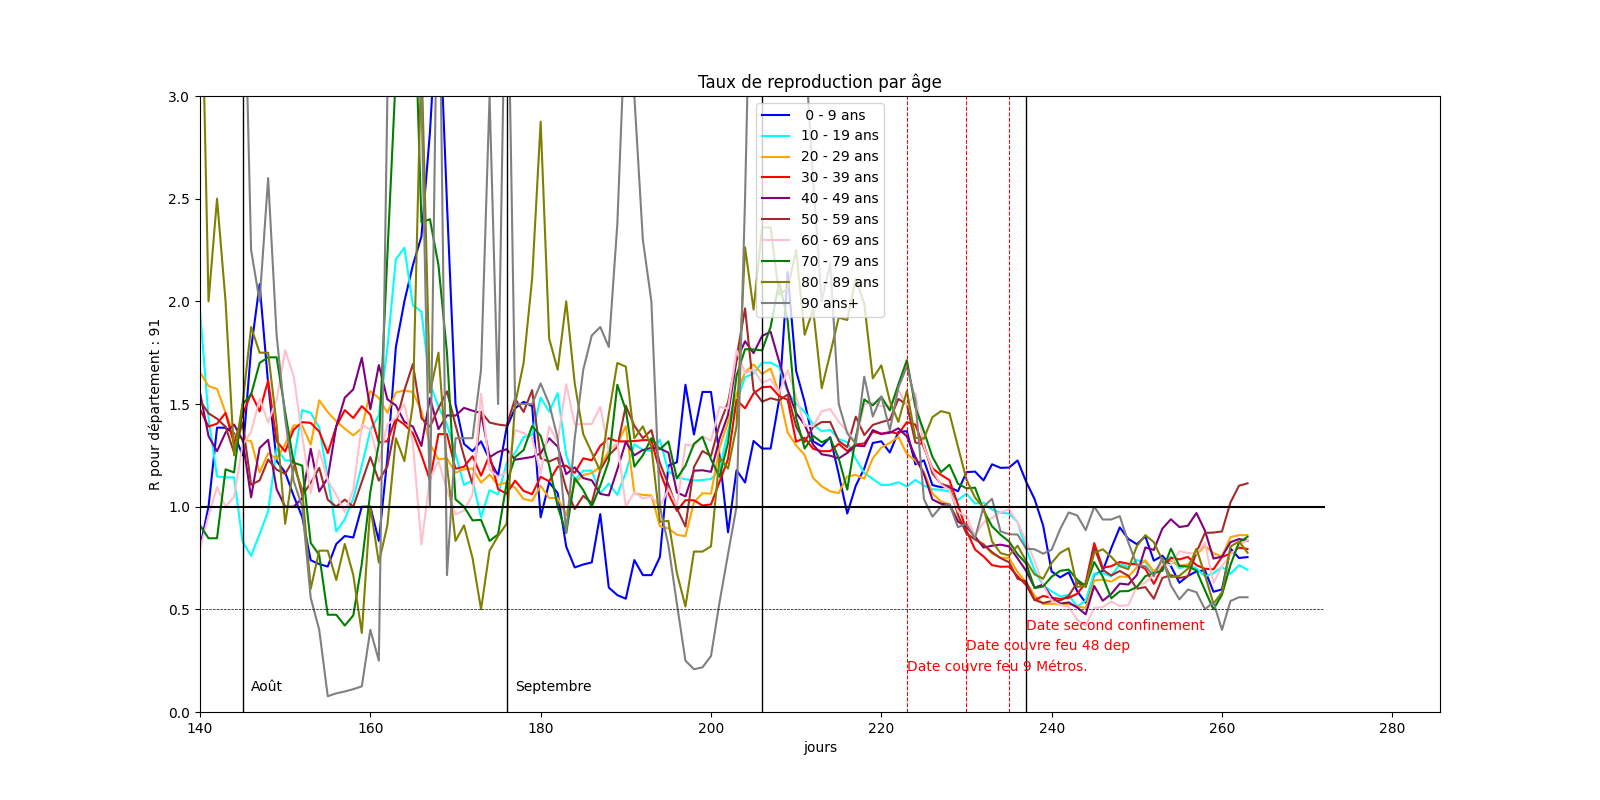 Taux de reproduction par âge
3.0
2.5
2.0
1.5
1.0
0.5
0.0
R pour département : 91
0 - 9 ans
10 - 19 ans
20 - 29 ans
30 - 39 ans
40 - 49 ans
50 - 59 ans
60 - 69 ans
70 - 79 ans
80 - 89 ans
90 ans+
Date second confinement
Date couvre feu 48 dep
Date couvre feu 9 Métros.
Août
Septembre
140
160
180
200
220
240
260
280
jours